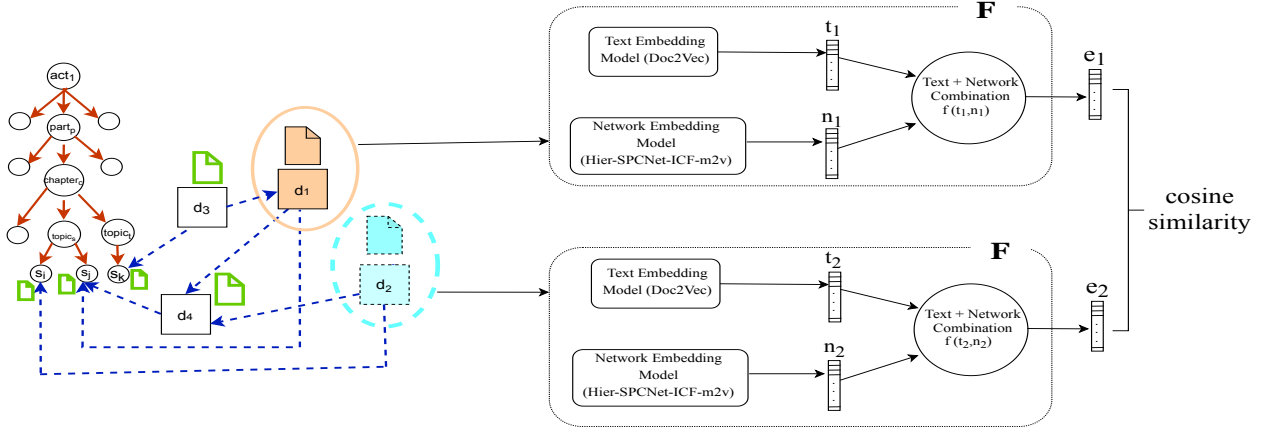 act1
partp
chapterc
topics
topict
si
sj
sk
d3
d1
d4
d2
F
Text Embedding
Model (Doc2Vec)
t1
Network Embedding
Model
(Hier-SPCNet-ICF-m2v)
n1
Text + Network
Combination
f (t1,n1)
e1
F
Text Embedding
Model (Doc2Vec)
t2
Network Embedding
Model
(Hier-SPCNet-ICF-m2v)
n2
Text + Network
Combination
f (t2,n2)
e2
cosine
similarity